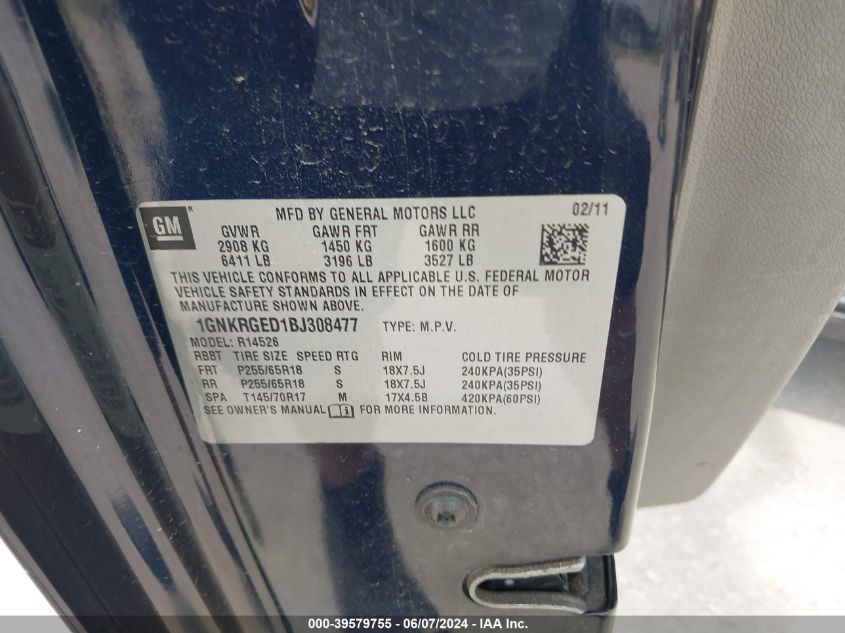 GM
MFD BY GENERAL MOTORS LLC 02/11
GVWR GAWR FRT GAWR RR
2908 KG 1450 KG 1600 KG
6411 LB 3196 LB 3527 LB
THIS VEHICLE CONFORMS TO ALL APPLICABLE U.S. FEDERAL MOTOR
VEHICLE SAFETY STANDARDS IN EFFECT ON THE DATE OF
MANUFACTURE SHOWN ABOVE.
1GNKRGED1BJ308477 TYPE: M.P.V.
MODEL: R14526
RBBT TIRE SIZE SPEED RTG RIM COLD TIRE PRESSURE
FRT P255/65R18 S 18X7.5J 240KPA(35PSI)
RR P255/65R18 S 18X7.5J 240KPA(35PSI)
SPA T145/70R17 M 17X4.5B 420KPA(60PSI)
SEE OWNER'S MANUAL FOR MORE INFORMATION.
000-39579755 - 06/07/2024 - IAA Inc.